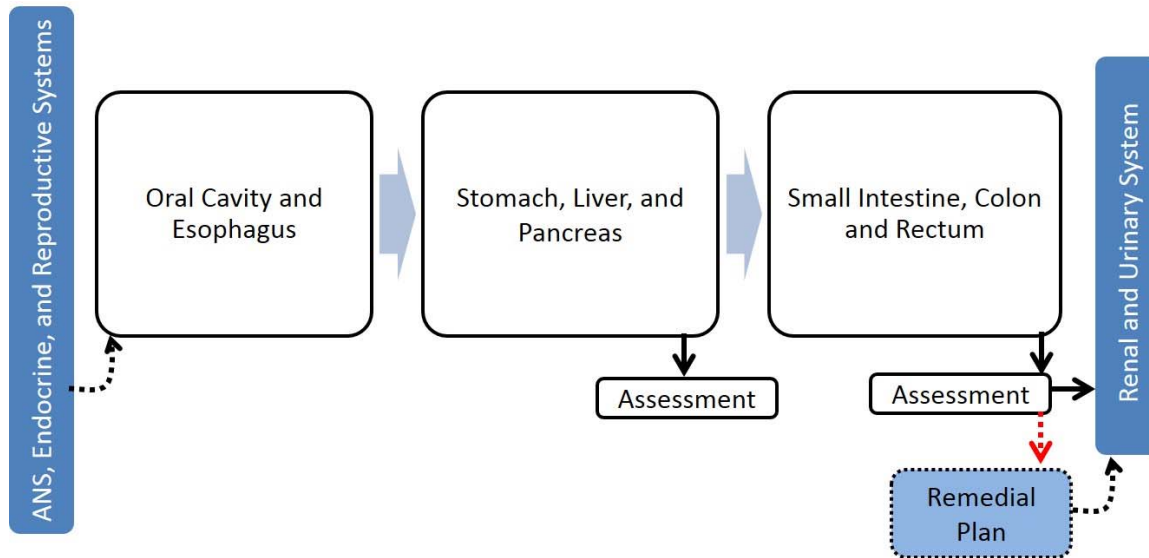 ANS, Endocrine, and Reproductive Systems
Oral Cavity and
Esophagus
Stomach, Liver, and
Pancreas
Small Intestine, Colon
and Rectum
Assessment
Assessment
Remedial
Plan
Renal and Urinary System